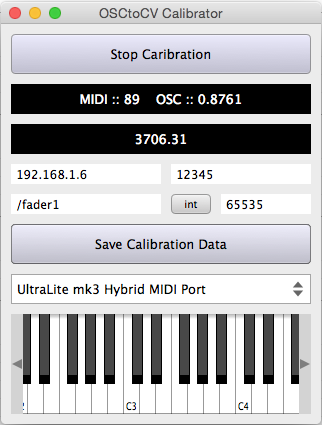 OSCtoCV Calibrator
Stop Caribration
MIDI :: 89 OSC :: 0.8761
3706.31
192.168.1.6 12345
/fader1 int 65535
Save Calibration Data
UltraLite mk3 Hybrid MIDI Port
C3 C4